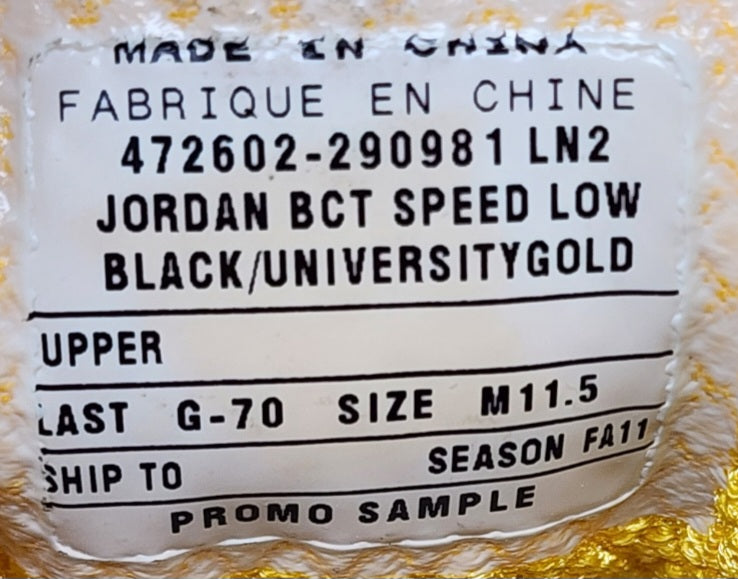 MADE IN CHINA
FABRIQUE EN CHINE
472602-290981 LN2
JORDAN BCT SPEED LOW
BLACK/UNIVERSITYGOLD
UPPER
LAST G-70 SIZE M11.5
SHIP TO SEASON FA11
PROMO SAMPLE